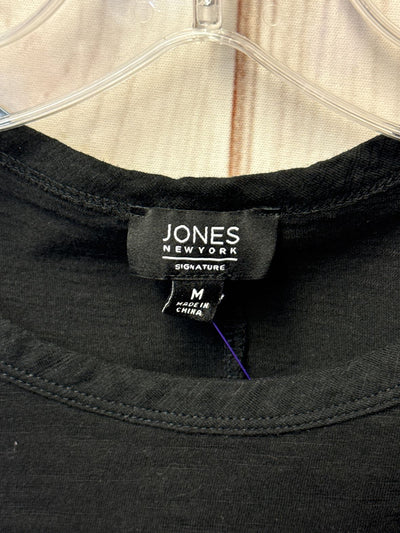 JONES
NEW YORK
SIGNATURE
M
MADE IN
CHINA